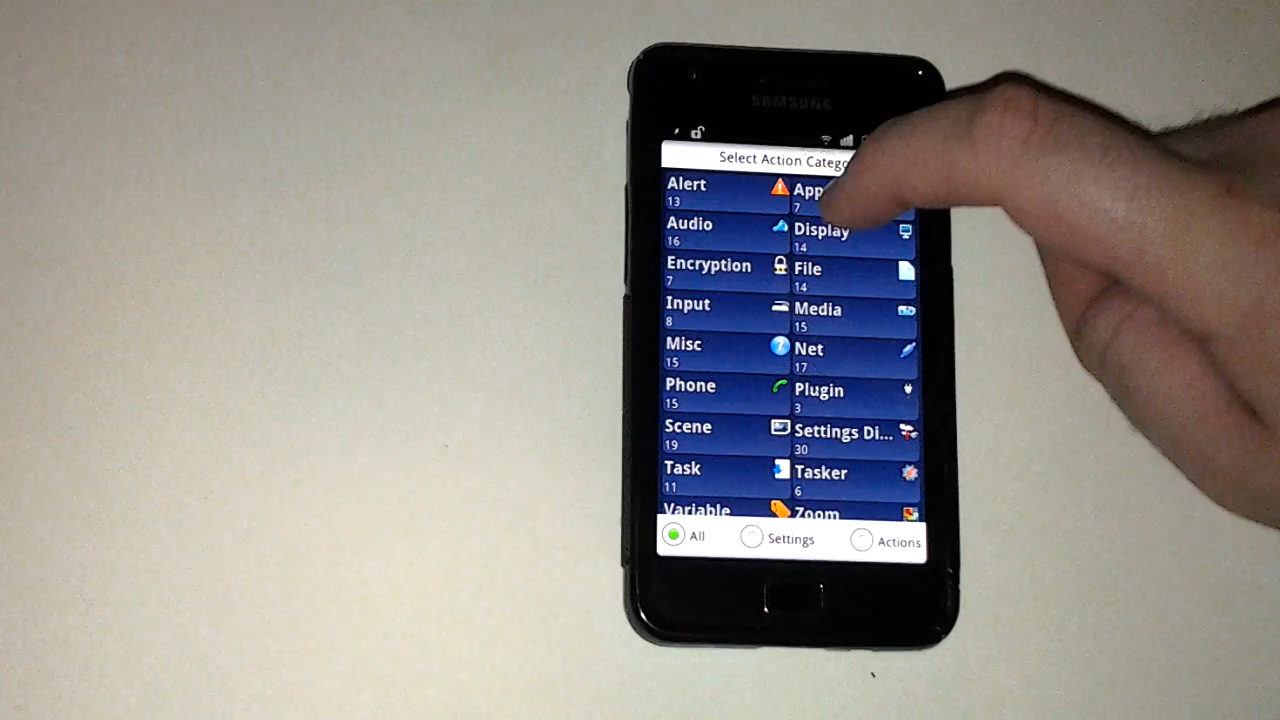 SAMSUNG
Select Action Catego
Alert
13
App
7
Audio
16
Display
14
Encryption
7
File
14
Input
8
Media
15
Misc
15
Net
17
Phone
15
Plugin
3
Scene
19
Settings Di...
30
Task
11
Tasker
6
Variable
Zoom
All
Settings
Actions